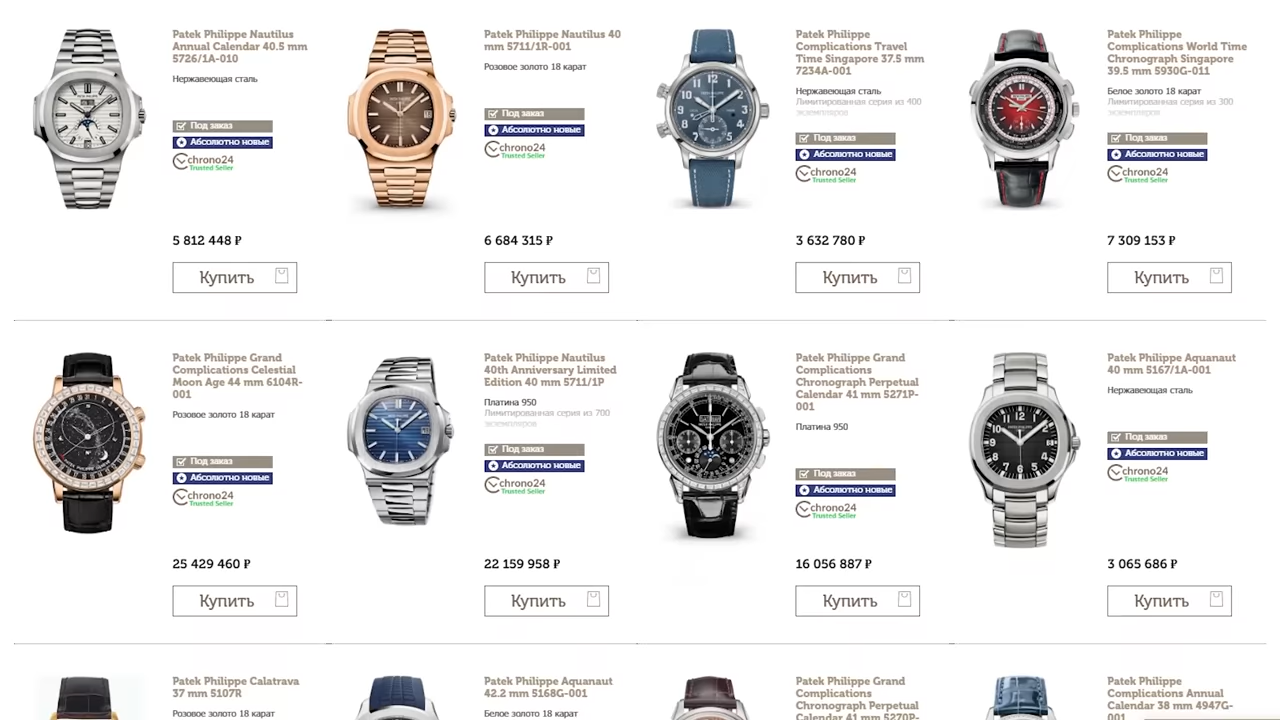 Patek Philippe Nautilus
Annual Calendar 40.5 mm
5726/1A-010
Нержавеющая сталь
Под заказ
Абсолютно новые
chrono24
Trusted Seller
5 812 448 ₽
Купить
Patek Philippe Nautilus 40
mm 5711/1R-001
Розовое золото 18 карат
Под заказ
Абсолютно новые
chrono24
Trusted Seller
6 684 315 ₽
Купить
Patek Philippe
Complications Travel
Time Singapore 37.5 mm
7234A-001
Нержавеющая сталь
Лимитированная серия из 400
экземпляров
Под заказ
Абсолютно новые
chrono24
Trusted Seller
3 632 780 ₽
Купить
Patek Philippe
Complications World Time
Chronograph Singapore
39.5 mm 5930G-011
Белое золото 18 карат
Лимитированная серия из 300
экземпляров
Под заказ
Абсолютно новые
chrono24
Trusted Seller
7 309 153 ₽
Купить
Patek Philippe Grand
Complications Celestial
Moon Age 44 mm 6104R-
001
Розовое золото 18 карат
Под заказ
Абсолютно новые
chrono24
Trusted Seller
25 429 460 ₽
Купить
Patek Philippe Nautilus
40th Anniversary Limited
Edition 40 mm 5711/1P
Платина 950
Лимитированная серия из 700
экземпляров
Под заказ
Абсолютно новые
chrono24
Trusted Seller
22 159 958 ₽
Купить
Patek Philippe Grand
Complications
Chronograph Perpetual
Calendar 41 mm 5271P-
001
Платина 950
Под заказ
Абсолютно новые
chrono24
Trusted Seller
16 056 887 ₽
Купить
Patek Philippe Aquanaut
40 mm 5167/1A-001
Нержавеющая сталь
Под заказ
Абсолютно новые
chrono24
Trusted Seller
3 065 686 ₽
Купить
Patek Philippe Calatrava
37 mm 5107R
Розовое золото 18 карат
Patek Philippe Aquanaut
42.2 mm 5168G-001
Белое золото 18 карат
Patek Philippe Grand
Complications
Chronograph Perpetual
Calendar 41 mm 5270P-
Patek Philippe
Complications Annual
Calendar 38 mm 4947G-
001